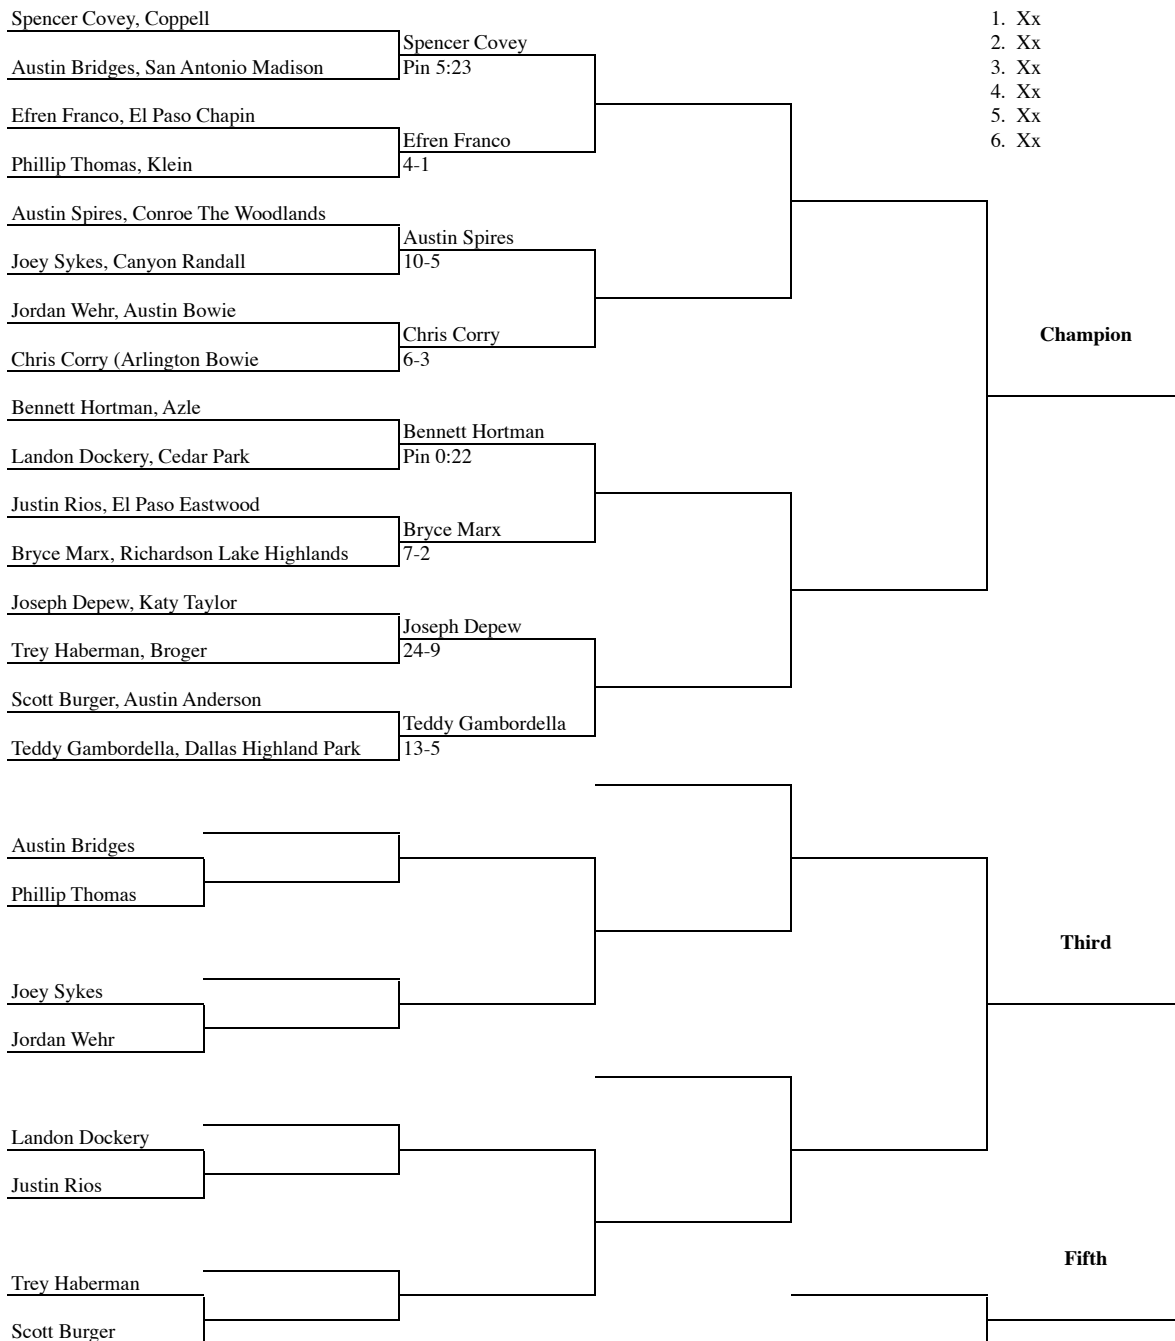 Spencer Covey, Coppell
Austin Bridges, San Antonio Madison
Spencer Covey
Pin 5:23
Efren Franco, El Paso Chapin
Phillip Thomas, Klein
Efren Franco
4-1
Austin Spires, Conroe The Woodlands
Joey Sykes, Canyon Randall
Austin Spires
10-5
Jordan Wehr, Austin Bowie
Chris Corry (Arlington Bowie
Chris Corry
6-3
Bennett Hortman, Azle
Landon Dockery, Cedar Park
Bennett Hortman
Pin 0:22
Justin Rios, El Paso Eastwood
Bryce Marx, Richardson Lake Highlands
Bryce Marx
7-2
Joseph Depew, Katy Taylor
Trey Haberman, Broger
Joseph Depew
24-9
Scott Burger, Austin Anderson
Teddy Gambordella, Dallas Highland Park
Teddy Gambordella
13-5
1. Xx
2. Xx
3. Xx
4. Xx
5. Xx
6. Xx
Champion
Austin Bridges
Phillip Thomas
Joey Sykes
Jordan Wehr
Landon Dockery
Justin Rios
Trey Haberman
Scott Burger
Third
Fifth